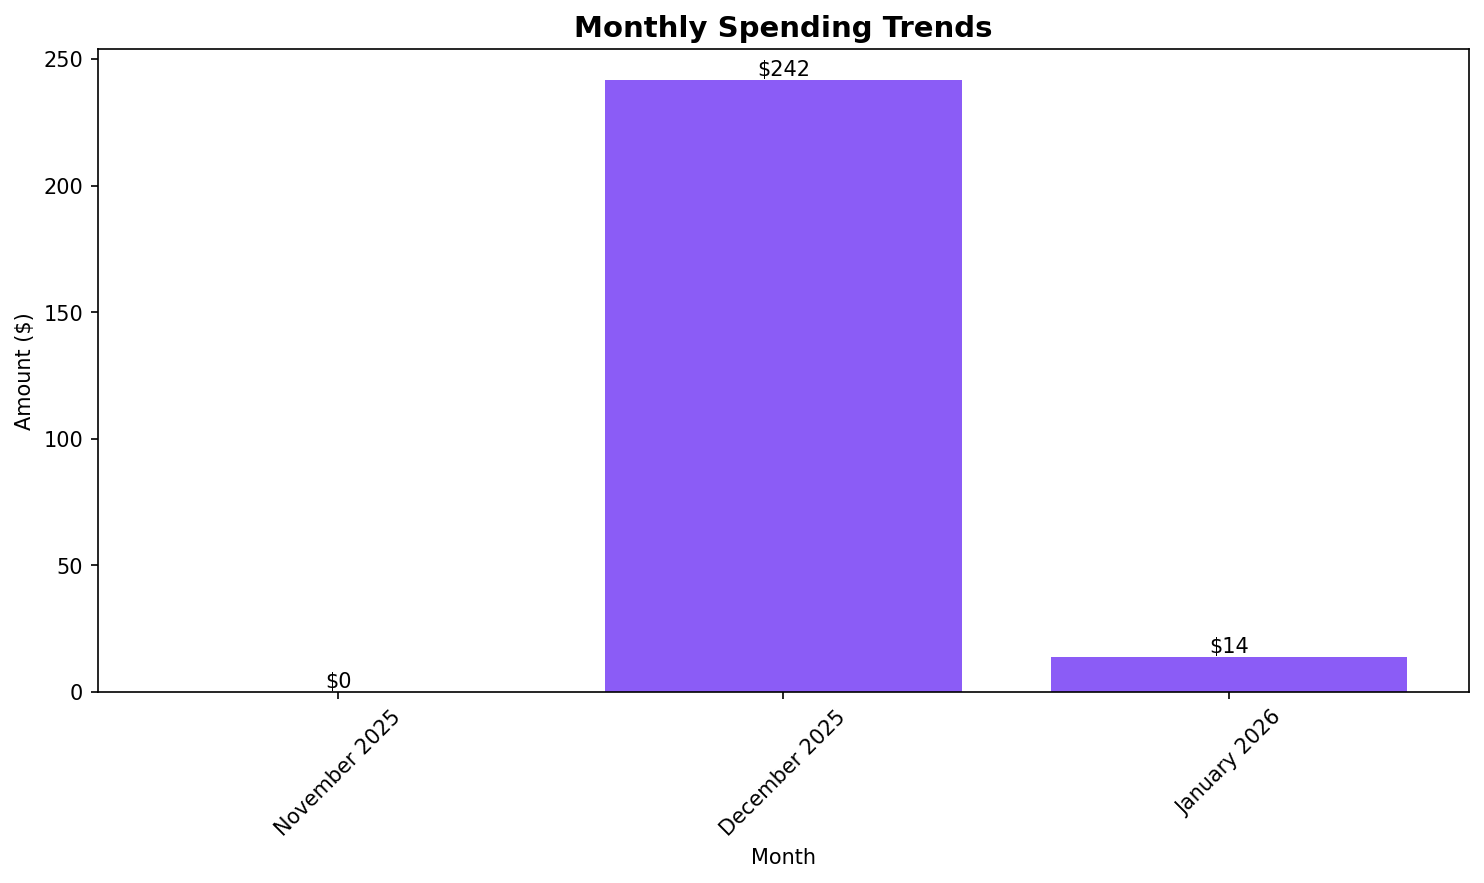 Monthly Spending Trends
250
200
150
100
50
0
Amount ($)
$0
$242
$14
November 2025
December 2025
January 2026
Month